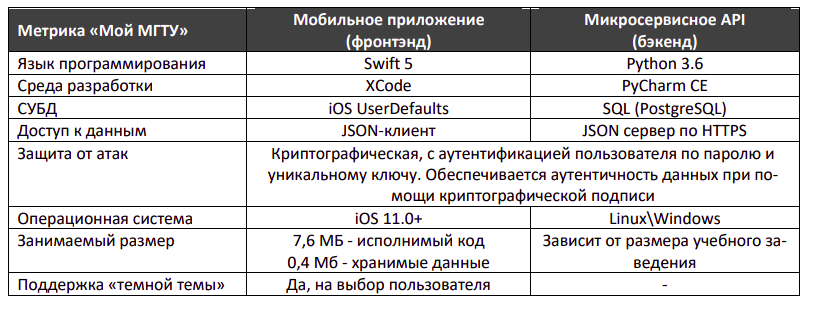 Метрика «Мой МГТУ» Мобильное приложение (фронтэнд) Микросервисное API (бэкенд)
Язык программирования Swift 5 Python 3.6
Среда разработки XCode PyCharm CE
СУБД iOS UserDefaults SQL (PostgreSQL)
Доступ к данным JSON-клиент JSON сервер по HTTPS
Защита от атак Криптографическая, с аутентификацией пользователя по паролю и
уникальному ключу. Обеспечивается аутентичность данных при по-
мощи криптографической подписи
Операционная система iOS 11.0+ Linux\Windows
Занимаемый размер 7,6 МБ - исполнимый код Зависит от размера учебного за-
0,4 Мб - хранимые данные ведения
Поддержка «темной темы» Да, на выбор пользователя -